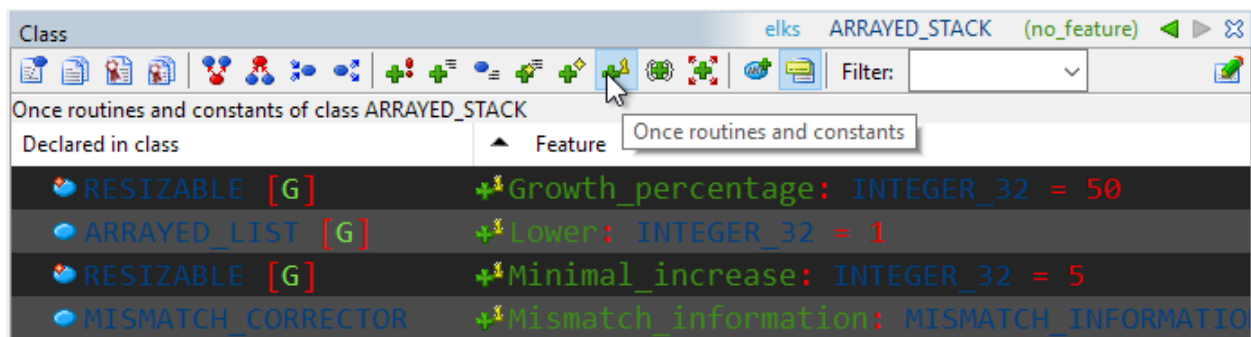 Class elks ARRAYED_STACK (no_feature)
Filter:
Once routines and constants of class ARRAYED_STACK
Once routines and constants
Declared in class Feature
RESIZABLE [G] Growth_percentage: INTEGER_32 = 50
ARRAYED_LIST [G] Lower: INTEGER_32 = 1
RESIZABLE [G] Minimal_increase: INTEGER_32 = 5
MISMATCH_CORRECTOR Mismatch_information: MISMATCH_INFORMATIO